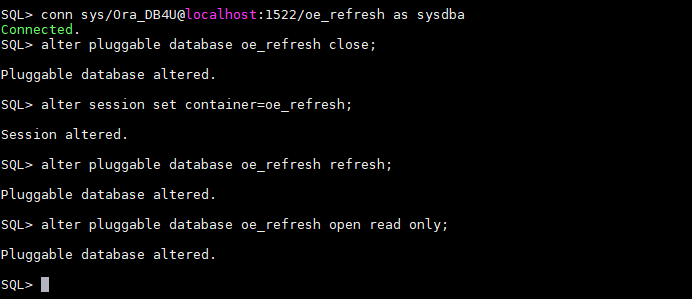 SQL> conn sys/Ora_DB4U@localhost:1522/oe_refresh as sysdba
Connected.
SQL> alter pluggable database oe_refresh close;
Pluggable database altered.
SQL> alter session set container=oe_refresh;
Session altered.
SQL> alter pluggable database oe_refresh refresh;
Pluggable database altered.
SQL> alter pluggable database oe_refresh open read only;
Pluggable database altered.
SQL>